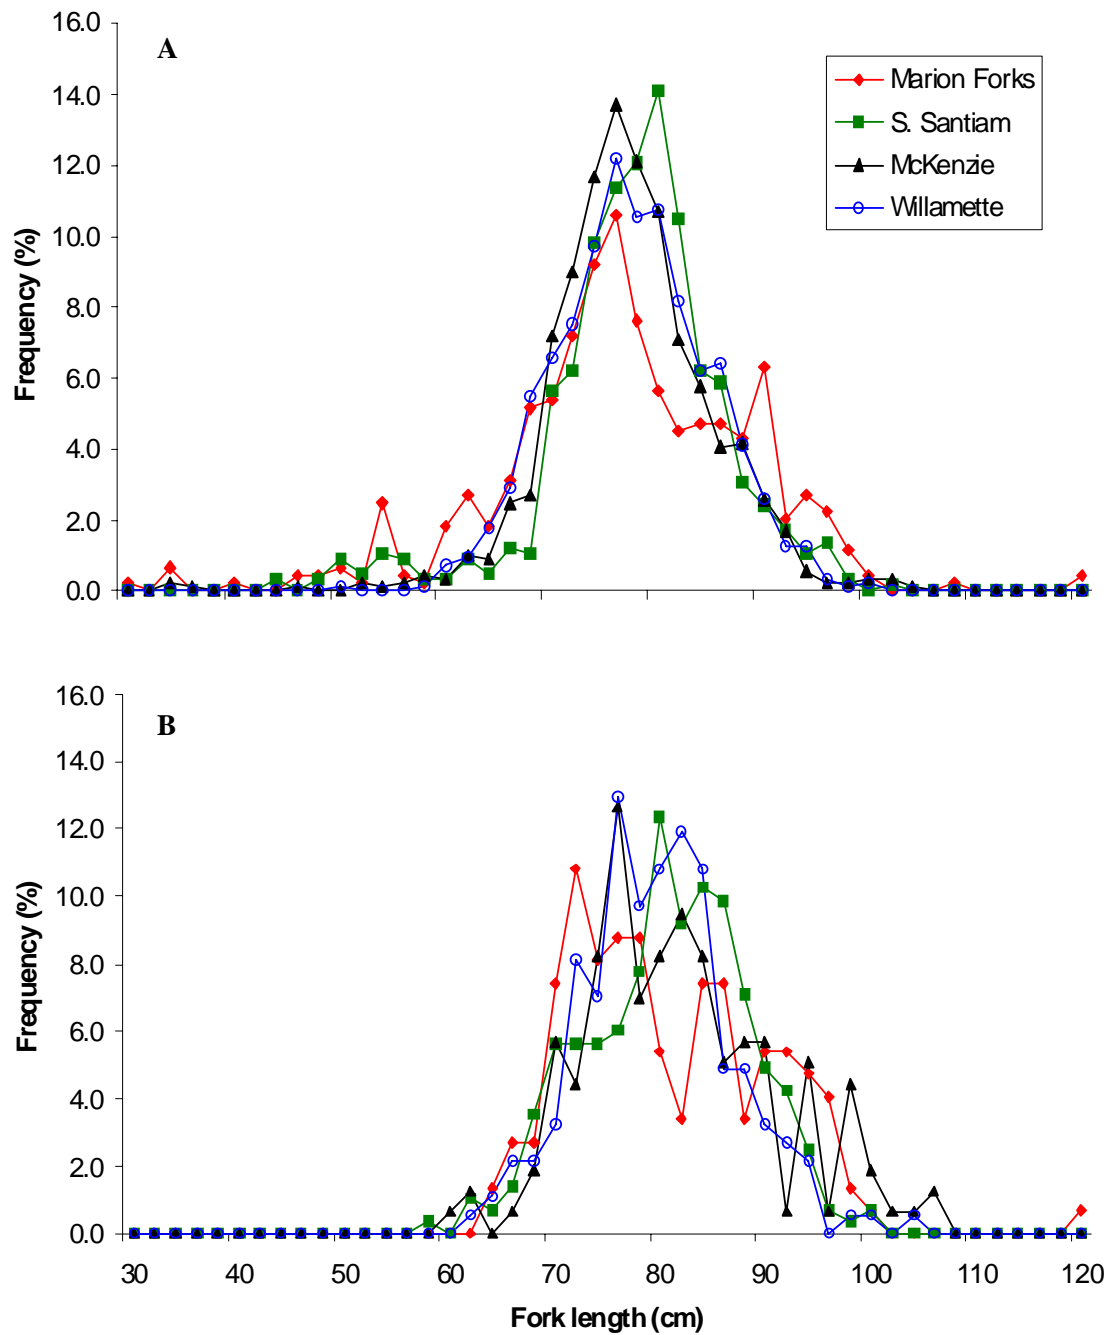 16.0
A
14.0
12.0
10.0
8.0
6.0
4.0
2.0
0.0
Frequency (%)
Marion Forks
S. Santiam
McKenzie
Willamette
16.0
B
14.0
12.0
10.0
8.0
6.0
4.0
2.0
0.0
Frequency (%)
30 40 50 60 70 80 90 100 110 120
Fork length (cm)